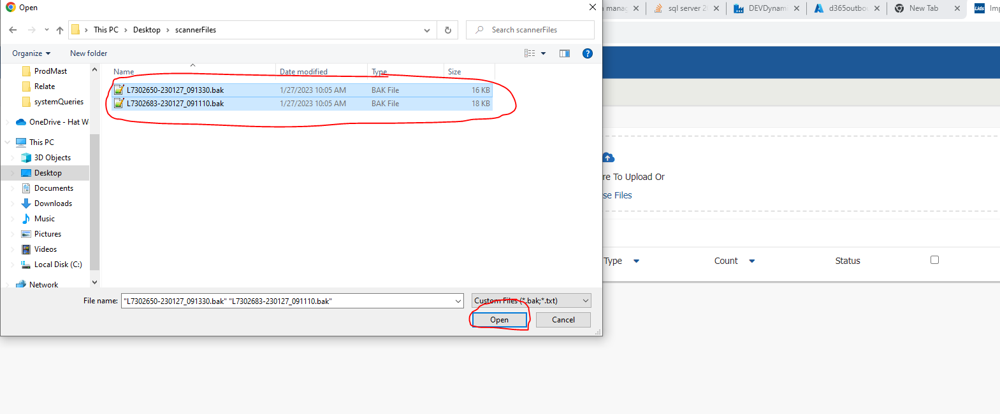 Open
manag
sql server 2
DEVDynami
d365outbo
New Tab
Lids
Imp
This PC > Desktop > scannerFiles
Search scannerFiles
Organize
New folder
Name
Date modified
Type
Size
L7302650-230127_091330.bak 1/27/2023 10:05 AM BAK File 16 KB
L7302683-230127_091110.bak 1/27/2023 10:05 AM BAK File 18 KB
ProdMast
Relate
systemQueries
OneDrive - Hat W
This PC
3D Objects
Desktop
Documents
Downloads
Music
Pictures
Videos
Local Disk (C:)
Network
re To Upload Or
se Files
Type
Count
Status
File name: "L7302650-230127_091330.bak" "L7302683-230127_091110.bak"
Custom Files (*.bak;*.txt)
Open
Cancel